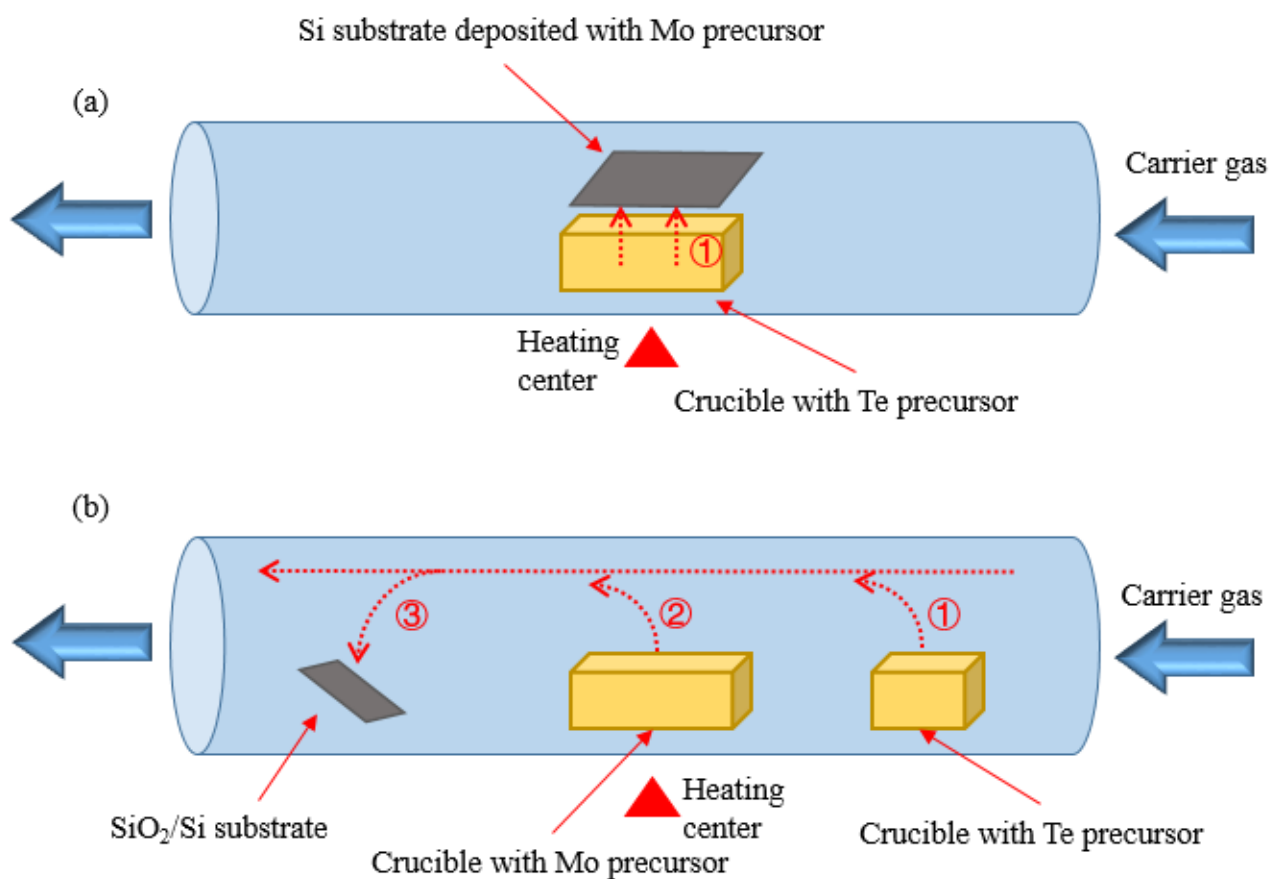 Si substrate deposited with Mo precursor
(a)
Carrier gas
①
Heating
center
Crucible with Te precursor
(b)
Carrier gas
③
②
①
Heating
center
SiO₂/Si substrate
Crucible with Mo precursor
Crucible with Te precursor